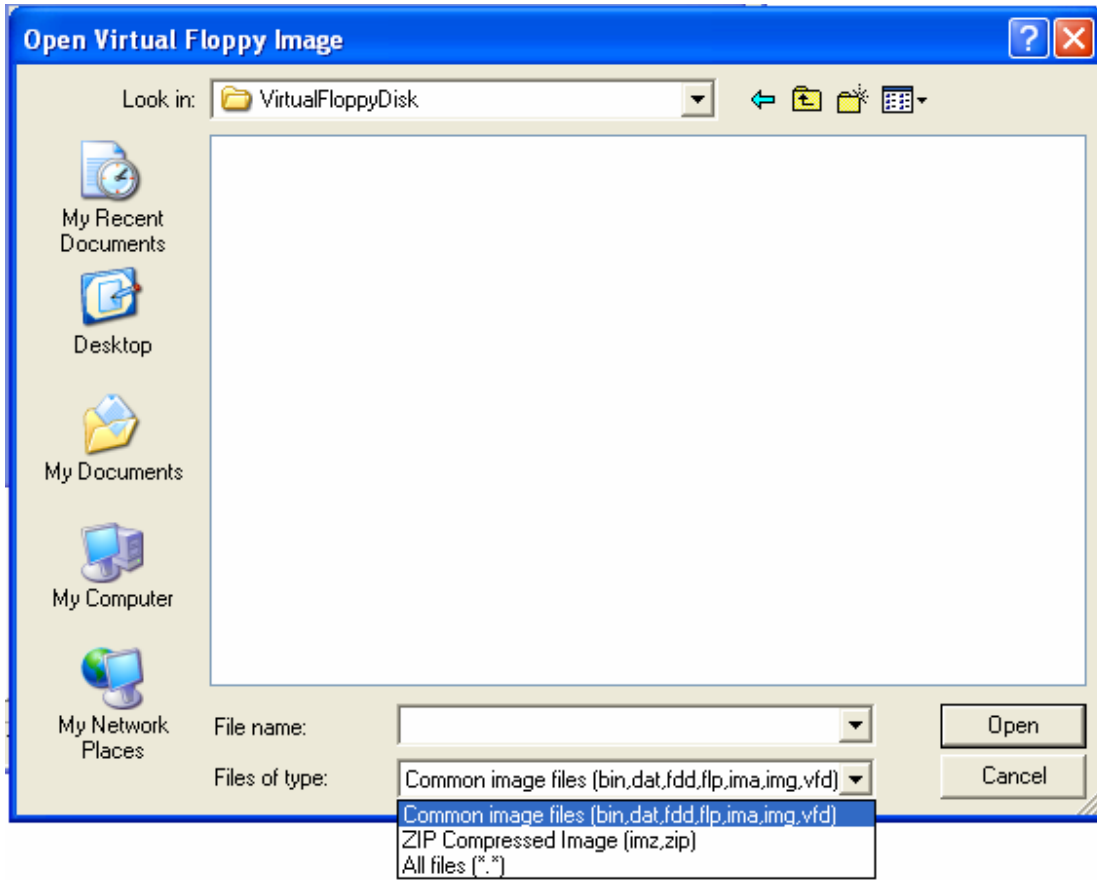 Open Virtual Floppy Image
Look in:
VirtualFloppyDisk
My Recent
Documents
Desktop
My Documents
My Computer
My Network
Places
File name:
Open
Files of type:
Common image files (bin,dat,fdd,flp,ima,img,vfd)
Cancel
Common image files (bin,dat,fdd,flp,ima,img,vfd)
ZIP Compressed Image (imz,zip)
All files (*.*)